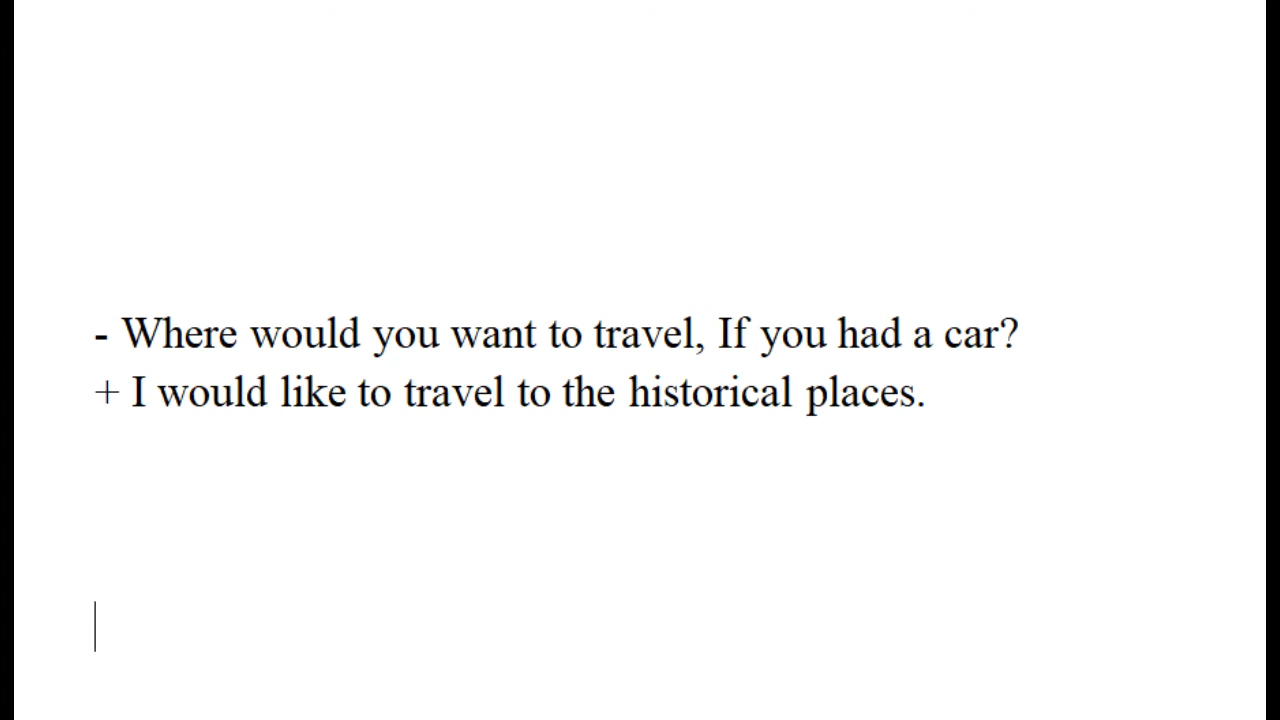 - Where would you want to travel, If you had a car?
+ I would like to travel to the historical places.